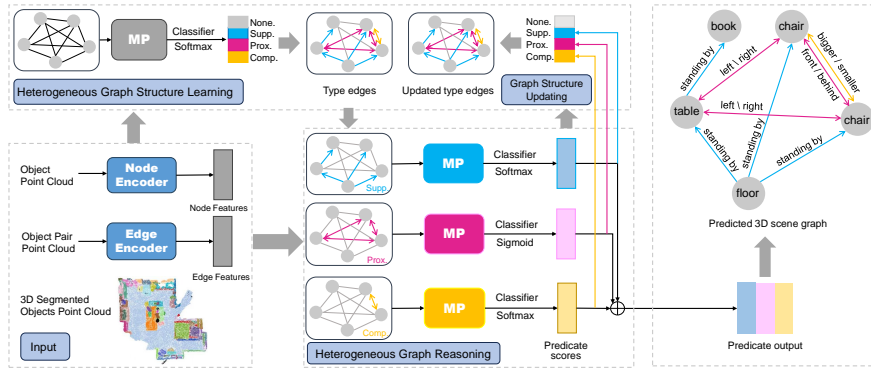 MP
Classifier
Softmax
None.
Supp.
Prox.
Comp.
Heterogeneous Graph Structure Learning
Type edges
Updated type edges
None.
Supp.
Prox.
Comp.
Graph Structure
Updating
Object
Point Cloud
Node
Encoder
Node Features
Object Pair
Point Cloud
Edge
Encoder
Edge Features
3D Segmented
Objects Point Cloud
Input
Supp.
MP
Classifier
Softmax
Prox.
MP
Classifier
Sigmoid
Comp.
MP
Classifier
Softmax
Heterogeneous Graph Reasoning
Predicate
scores
book
chair
standing by
left \ right
bigger / smaller
front / behind
table
left \ right
chair
standing by
standing by
standing by
floor
Predicted 3D scene graph
Predicate output